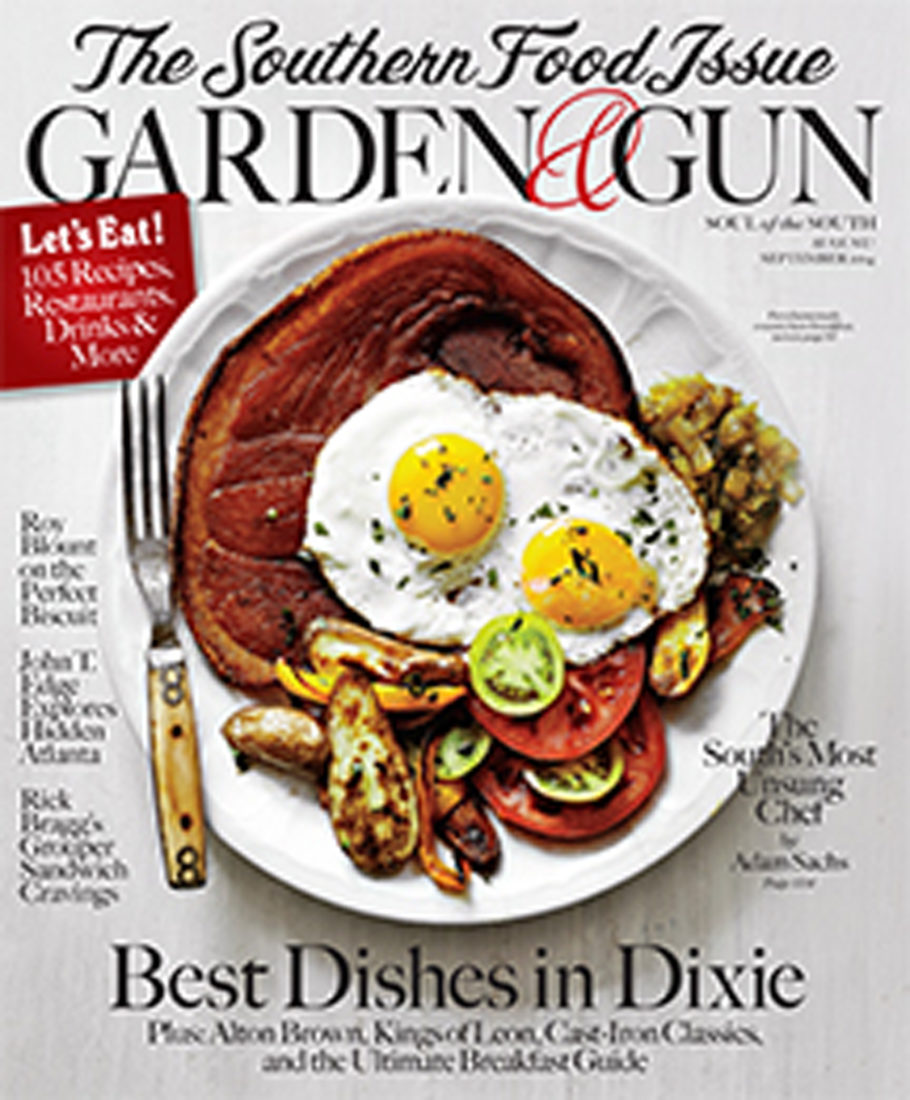 The Southern Food Issue
GARDEN & GUN
SOUL of the SOUTH
AUGUST/
SEPTEMBER 2014
Let's Eat!
105 Recipes,
Restaurants,
Drinks &
More
Roy
Blount
on the
Perfect
Biscuit
John T.
Edge
Explores
Hidden
Atlanta
Rick
Bragg's
Grouper
Sandwich
Cravings
The
South's Most
Unsung
Chef
by
Adam Sachs
Best Dishes in Dixie
Plus: Alton Brown, Kings of Leon, Cast-Iron Classics,
and the Ultimate Breakfast Guide